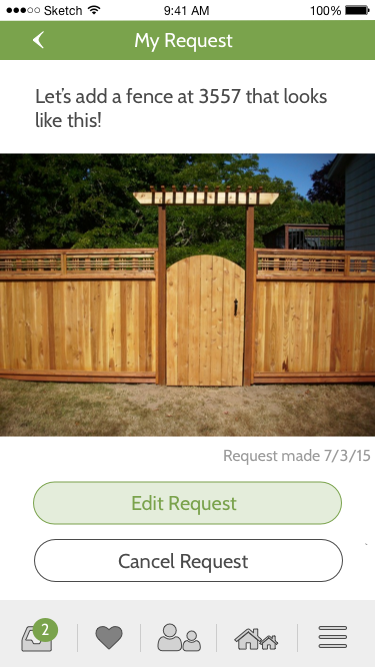 Sketch 9:41 AM 100%
My Request
Let's add a fence at 3557 that looks
like this!
Request made 7/3/15
Edit Request
Cancel Request
2